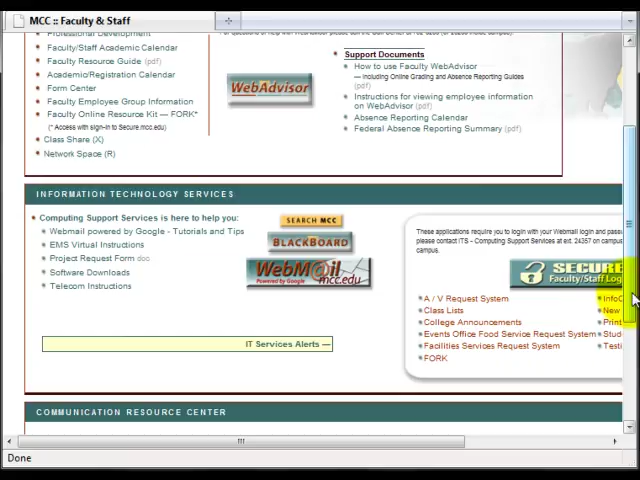 MCC :: Faculty & Staff
Professional Development
Faculty/Staff Academic Calendar
Faculty Resource Guide (pdf)
Academic/Registration Calendar
Form Center
Faculty Employee Group Information
Faculty Online Resource Kit — FORK*
(* Access with sign-in to Secure.mcc.edu)
Class Share (X)
Network Space (R)
WebAdvisor
Support Documents
How to use Faculty WebAdvisor
— Including Online Grading and Absence Reporting Guides
(pdf)
Instructions for viewing employee information
on WebAdvisor (pdf)
Absence Reporting Calendar
Federal Absence Reporting Summary (pdf)
INFORMATION TECHNOLOGY SERVICES
Computing Support Services is here to help you:
Webmail powered by Google - Tutorials and Tips
EMS Virtual Instructions
Project Request Form doc
Software Downloads
Telecom Instructions
SEARCH MCC
BLACKBOARD
WebM@il
Powered by Google mcc.edu
IT Services Alerts —
These applications require you to login with your Webmail login and passwor
please contact ITS - Computing Support Services at ext. 24357 on campus
campus.
SECURE
Faculty/Staff Log
A / V Request System
Class Lists
College Announcements
Events Office Food Service Request System
Facilities Services Request System
FORK
InfoC
New
Print
Stud
Testi
COMMUNICATION RESOURCE CENTER
Done